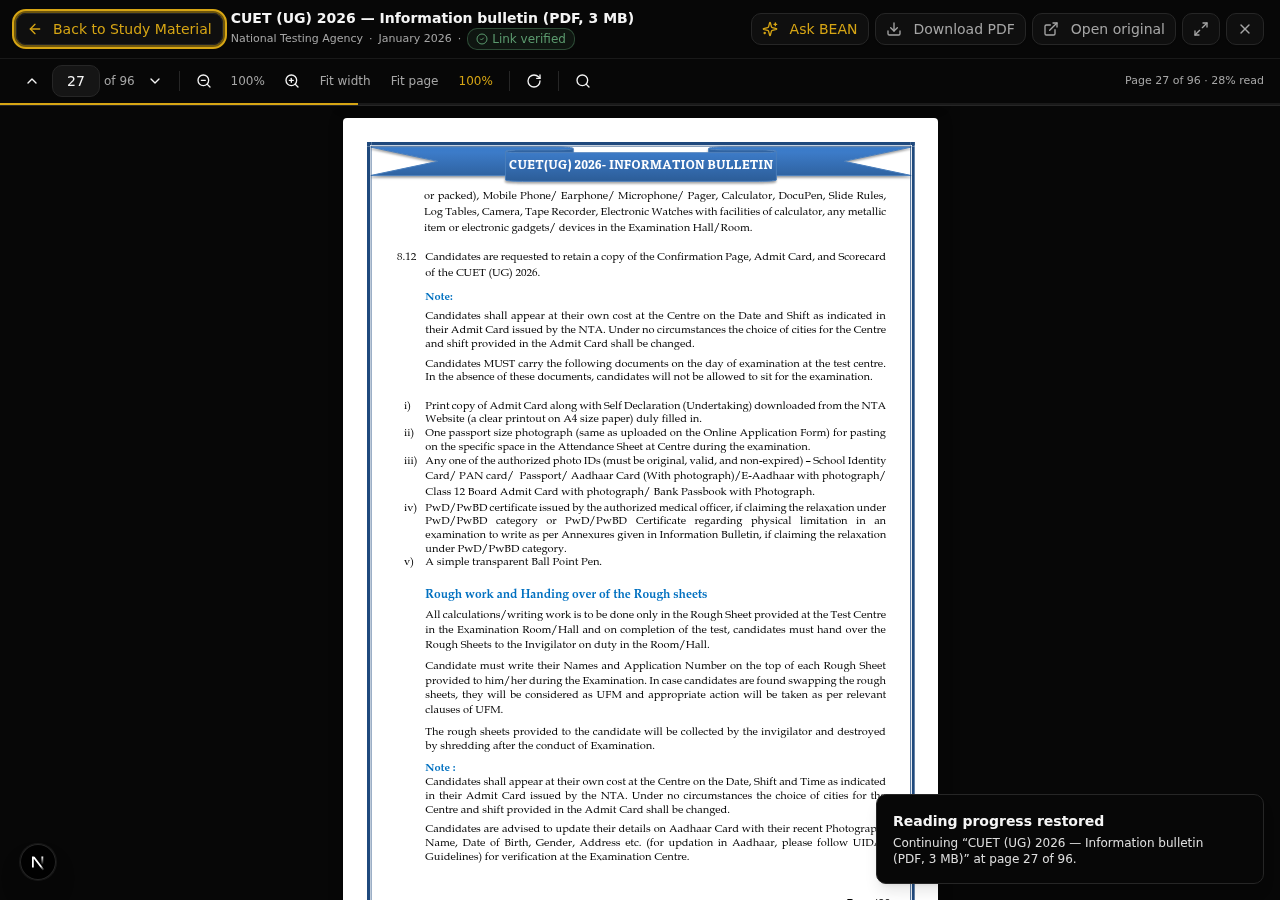 Back to Study Material
CUET (UG) 2026 — Information bulletin (PDF, 3 MB)
National Testing Agency · January 2026 · Link verified
Ask BEAN
Download PDF
Open original
27 of 96
100%
Fit width
Fit page
100%
Page 27 of 96 · 28% read
CUET(UG) 2026- INFORMATION BULLETIN
or packed), Mobile Phone/ Earphone/ Microphone/ Pager, Calculator, DocuPen, Slide Rules,
Log Tables, Camera, Tape Recorder, Electronic Watches with facilities of calculator, any metallic
item or electronic gadgets/ devices in the Examination Hall/Room.
8.12 Candidates are requested to retain a copy of the Confirmation Page, Admit Card, and Scorecard
of the CUET (UG) 2026.
Note:
Candidates shall appear at their own cost at the Centre on the Date and Shift as indicated in
their Admit Card issued by the NTA. Under no circumstances the choice of cities for the Centre
and shift provided in the Admit Card shall be changed.
Candidates MUST carry the following documents on the day of examination at the test centre.
In the absence of these documents, candidates will not be allowed to sit for the examination.
i) Print copy of Admit Card along with Self Declaration (Undertaking) downloaded from the NTA
Website (a clear printout on A4 size paper) duly filled in.
ii) One passport size photograph (same as uploaded on the Online Application Form) for pasting
on the specific space in the Attendance Sheet at Centre during the examination.
iii) Any one of the authorized photo IDs (must be original, valid, and non-expired) – School Identity
Card/ PAN card/ Passport/ Aadhaar Card (With photograph)/E-Aadhaar with photograph/
Class 12 Board Admit Card with photograph/ Bank Passbook with Photograph.
iv) PwD/PwBD certificate issued by the authorized medical officer, if claiming the relaxation under
PwD/PwBD category or PwD/PwBD Certificate regarding physical limitation in an
examination to write as per Annexures given in Information Bulletin, if claiming the relaxation
under PwD/PwBD category.
v) A simple transparent Ball Point Pen.
Rough work and Handing over of the Rough sheets
All calculations/writing work is to be done only in the Rough Sheet provided at the Test Centre
in the Examination Room/Hall and on completion of the test, candidates must hand over the
Rough Sheets to the Invigilator on duty in the Room/Hall.
Candidate must write their Names and Application Number on the top of each Rough Sheet
provided to him/her during the Examination. In case candidates are found swapping the rough
sheets, they will be considered as UFM and appropriate action will be taken as per relevant
clauses of UFM.
The rough sheets provided to the candidate will be collected by the invigilator and destroyed
by shredding after the conduct of Examination.
Note :
Candidates shall appear at their own cost at the Centre on the Date, Shift and Time as indicated
in their Admit Card issued by the NTA. Under no circumstances the choice of cities for the
Centre and shift provided in the Admit Card shall be changed.
Candidates are advised to update their details on Aadhaar Card with their recent Photograph,
Name, Date of Birth, Gender, Address etc. (for updation in Aadhaar, please follow
Guidelines) for verification at the Examination Centre.
Reading progress restored
Continuing “CUET (UG) 2026 — Information bulletin
(PDF, 3 MB)” at page 27 of 96.
N